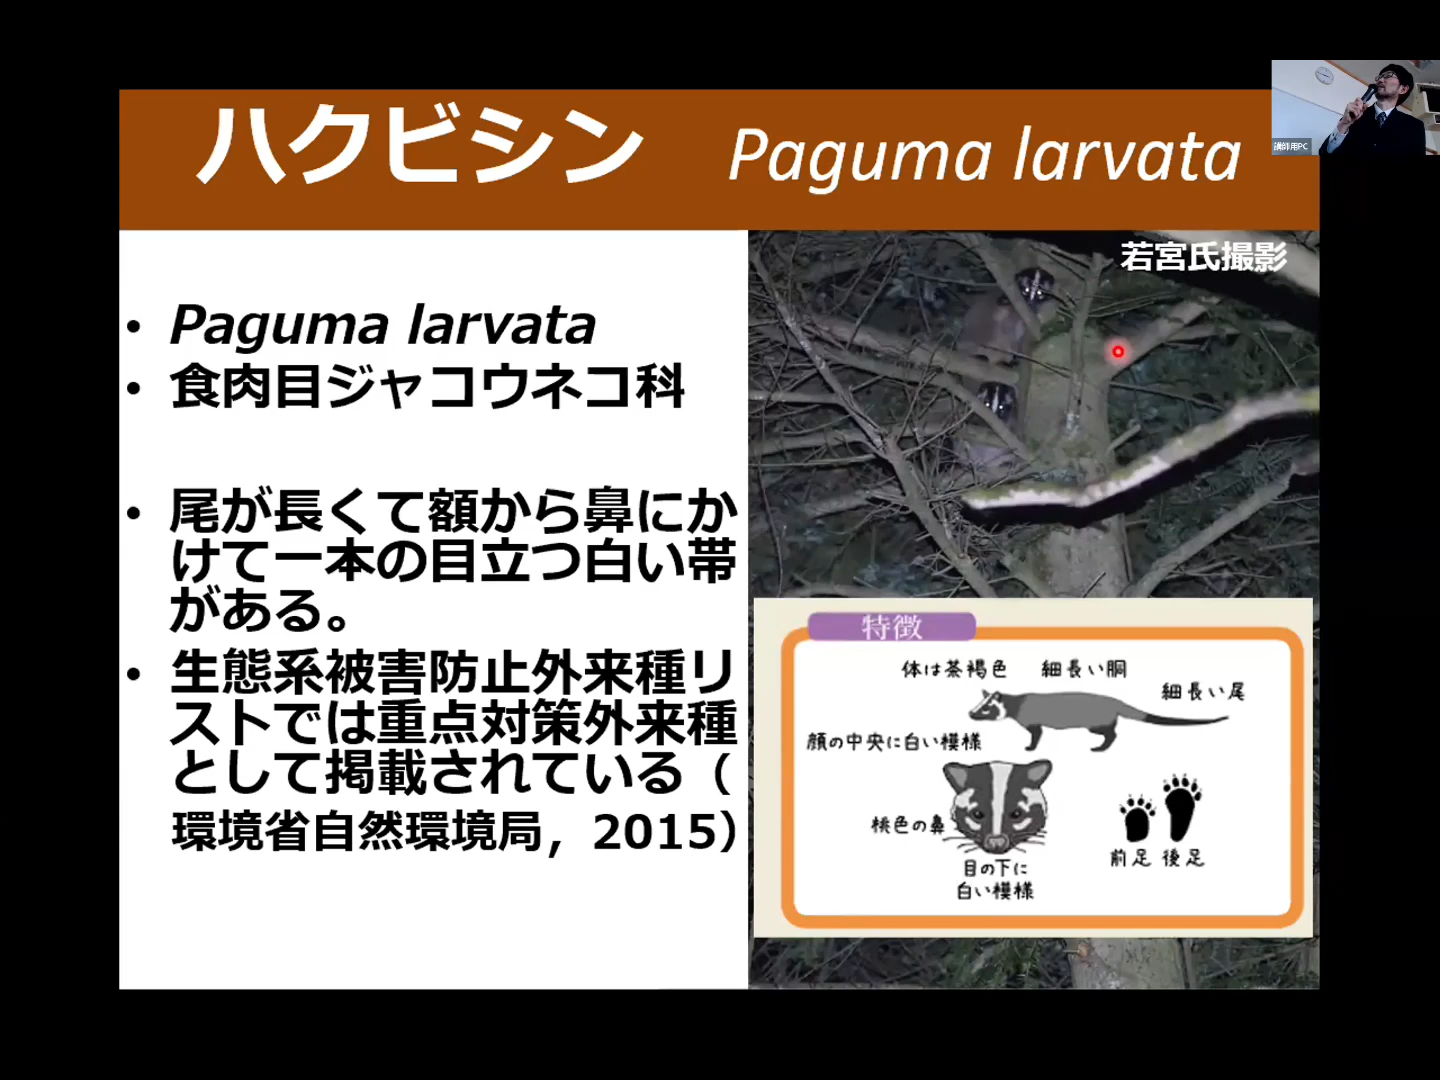 ハクビシン Paguma larvata
講師用PC
若宮氏撮影
• Paguma larvata
• 食肉目ジャコウネコ科
• 尾が長くて額から鼻にか
けて一本の目立つ白い帯
がある。
• 生態系被害防止外来種リ
ストでは重点対策外来種
として掲載されている（
環境省自然環境局，2015）
特徴
体は茶褐色 細長い胴
細長い尾
顔の中央に白い模様
桃色の鼻
目の下に
白い模様
前足 後足